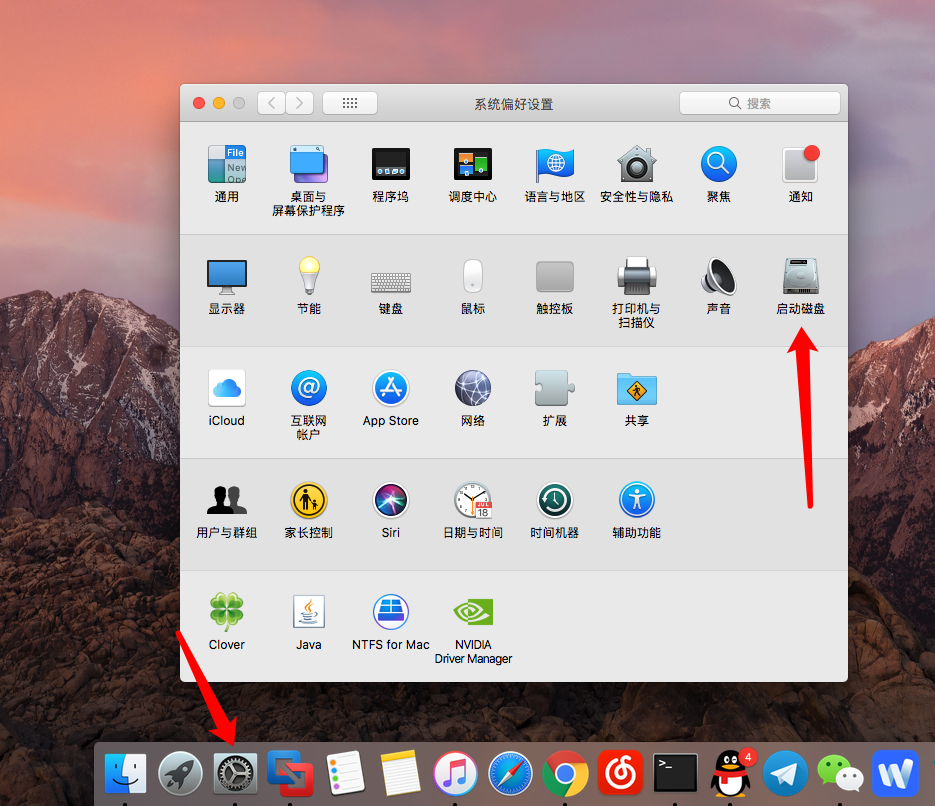 系统偏好设置
搜索
File
New
Ope
通用
桌面与
屏幕保护程序
程序坞
调度中心
语言与地区
安全性与隐私
聚焦
通知
显示器
节能
键盘
鼠标
触控板
打印机与
扫描仪
声音
启动磁盘
iCloud
互联网
帐户
App Store
网络
扩展
共享
用户与群组
家长控制
Siri
JUL
18
日期与时间
时间机器
辅助功能
Clover
Java
NTFS for Mac
NVIDIA
Driver Manager
>_
4